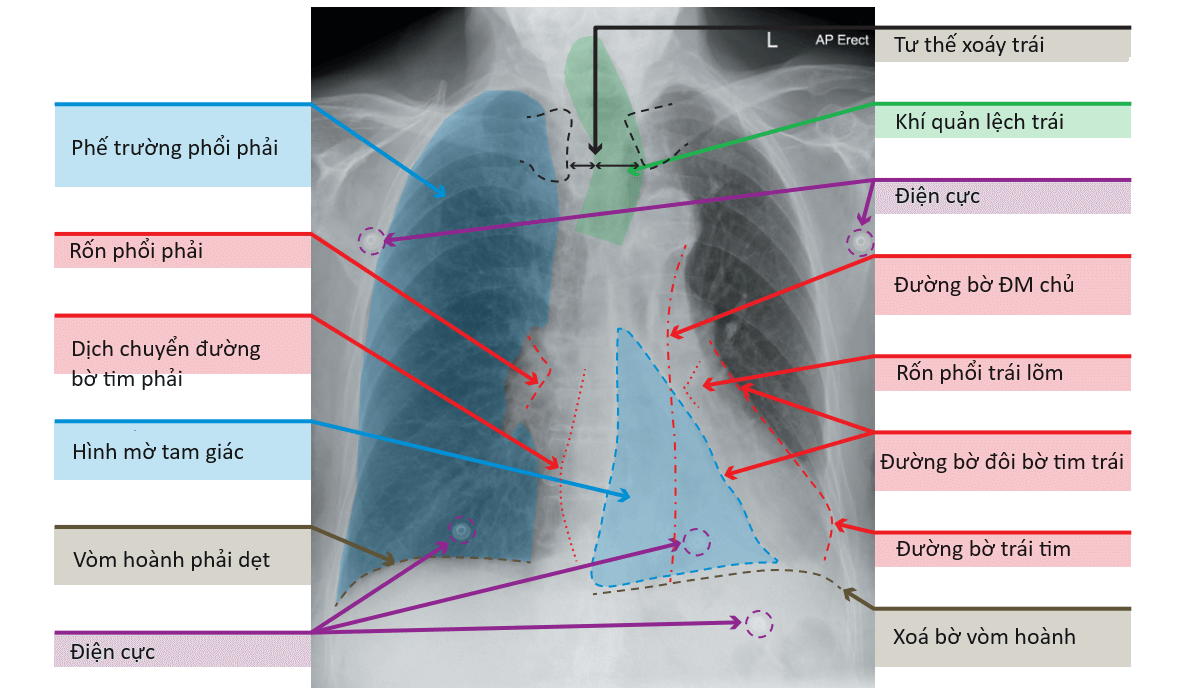 L
AP Erect
Tư thế xoáy trái
Khí quản lệch trái
Phế trường phổi phải
Điện cực
Rốn phổi phải
Đường bờ ĐM chủ
Dịch chuyển đường
bờ tim phải
Rốn phổi trái lõm
Hình mờ tam giác
Đường bờ đôi bờ tim trái
Vòm hoành phải dẹt
Đường bờ trái tim
Xoá bờ vòm hoành
Điện cực